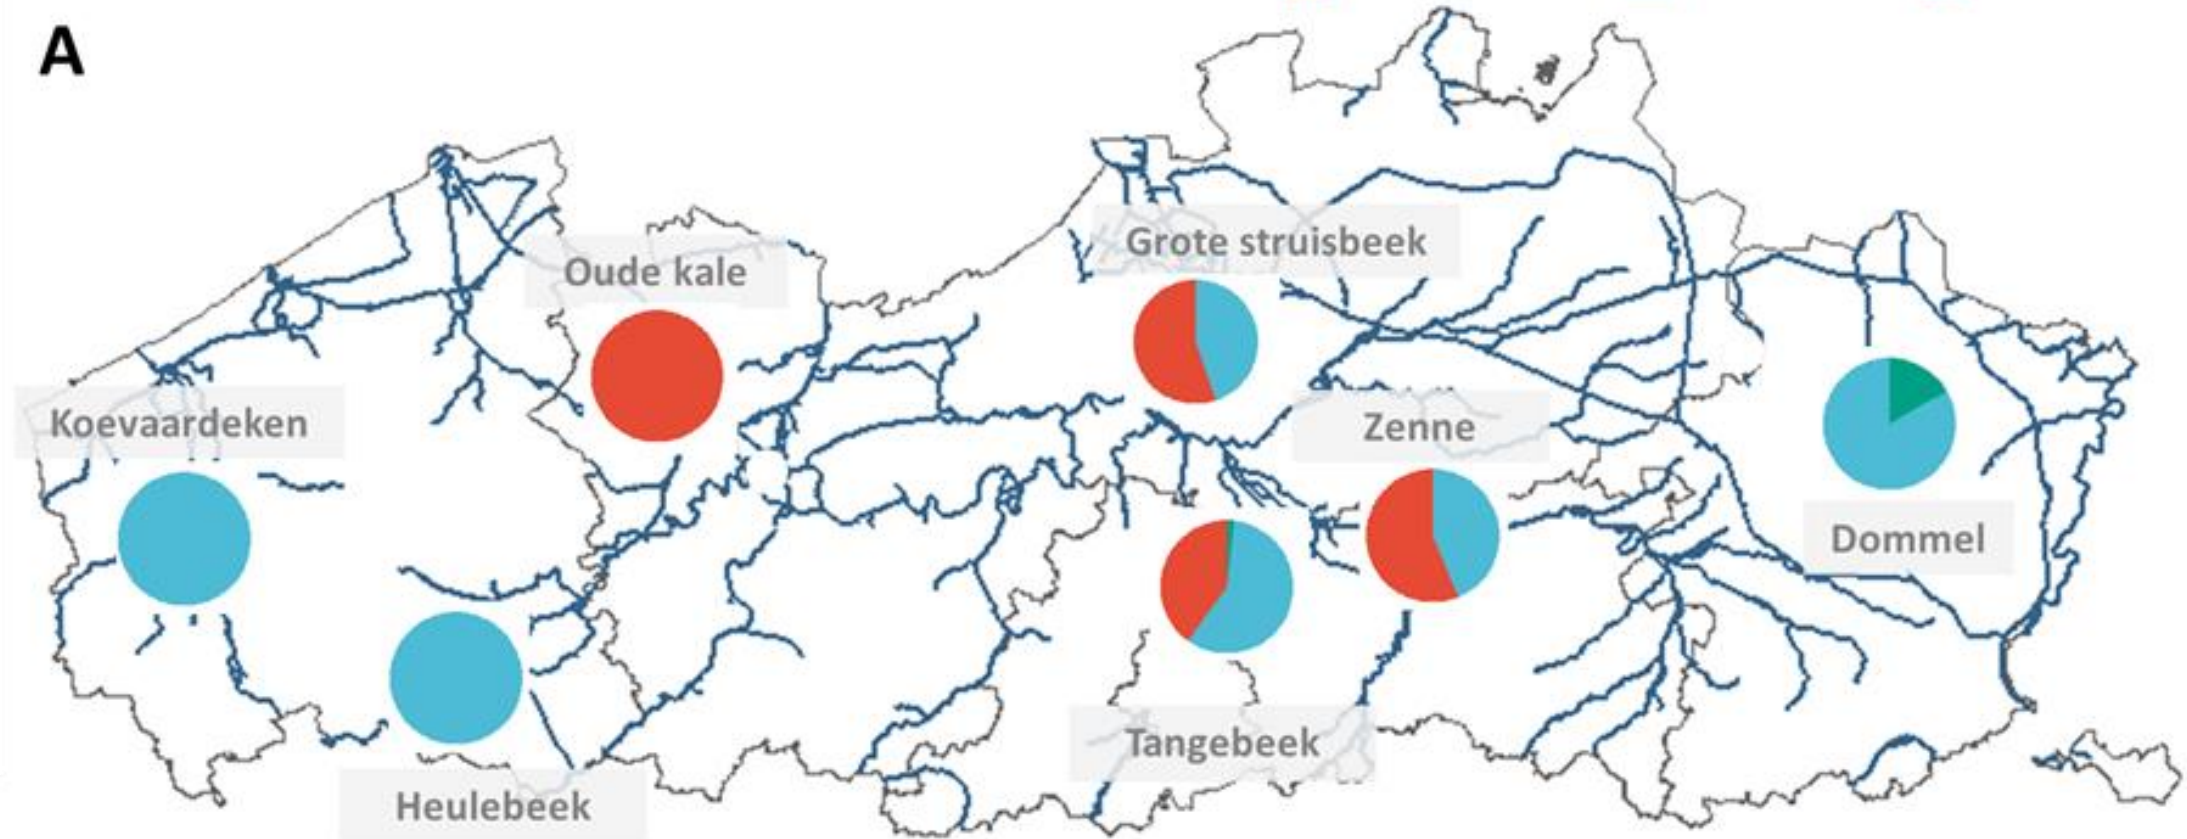 A
Grote struisbeek
Oude kale
Koevaardeken
Zenne
Dommel
Tangebeek
Heulebeek